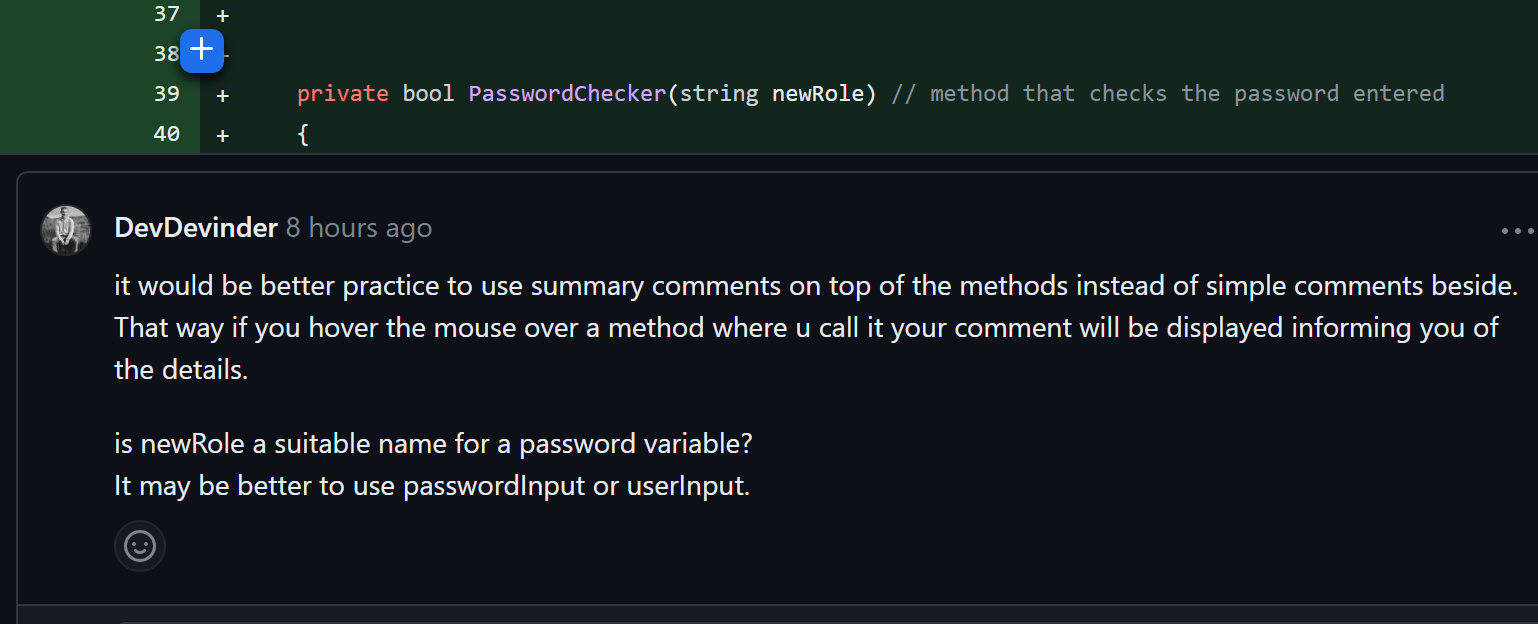 37 +
38 -
39 + private bool PasswordChecker(string newRole) // method that checks the password entered
40 + {
DevDevinder 8 hours ago
it would be better practice to use summary comments on top of the methods instead of simple comments beside.
That way if you hover the mouse over a method where u call it your comment will be displayed informing you of
the details.
is newRole a suitable name for a password variable?
It may be better to use passwordInput or userInput.